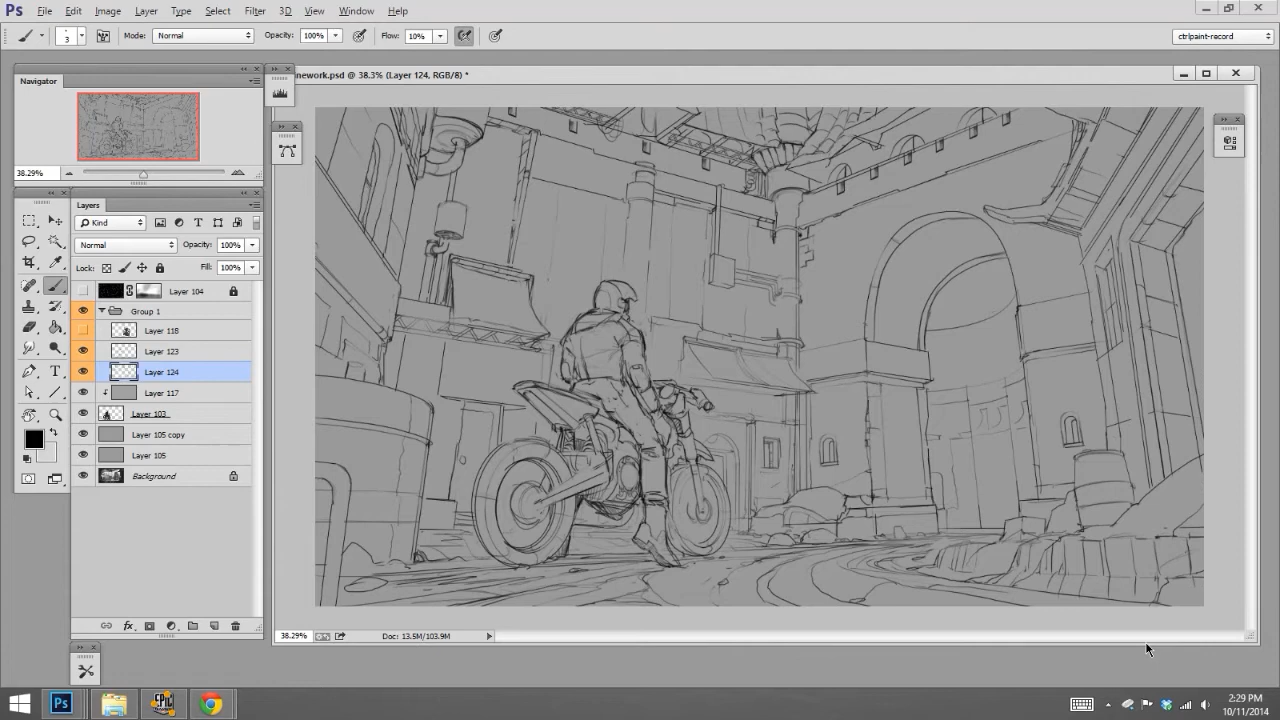 Ps File Edit Image Layer Type Select Filter 3D View Window Help
3 Mode: Normal Opacity: 100% Flow: 10% ctrlpaint-record
Navigator
nework.psd @ 38.3% (Layer 124, RGB/8) *
38.29%
Layers
Kind
Normal Opacity: 100%
Lock: Fill: 100%
Layer 104
Group 1
Layer 118
Layer 123
Layer 124
Layer 117
Layer 103
Layer 105 copy
Layer 105
Background
38.29% Doc: 13.5M/103.9M
Ps EPIC 2:29 PM
10/11/2014